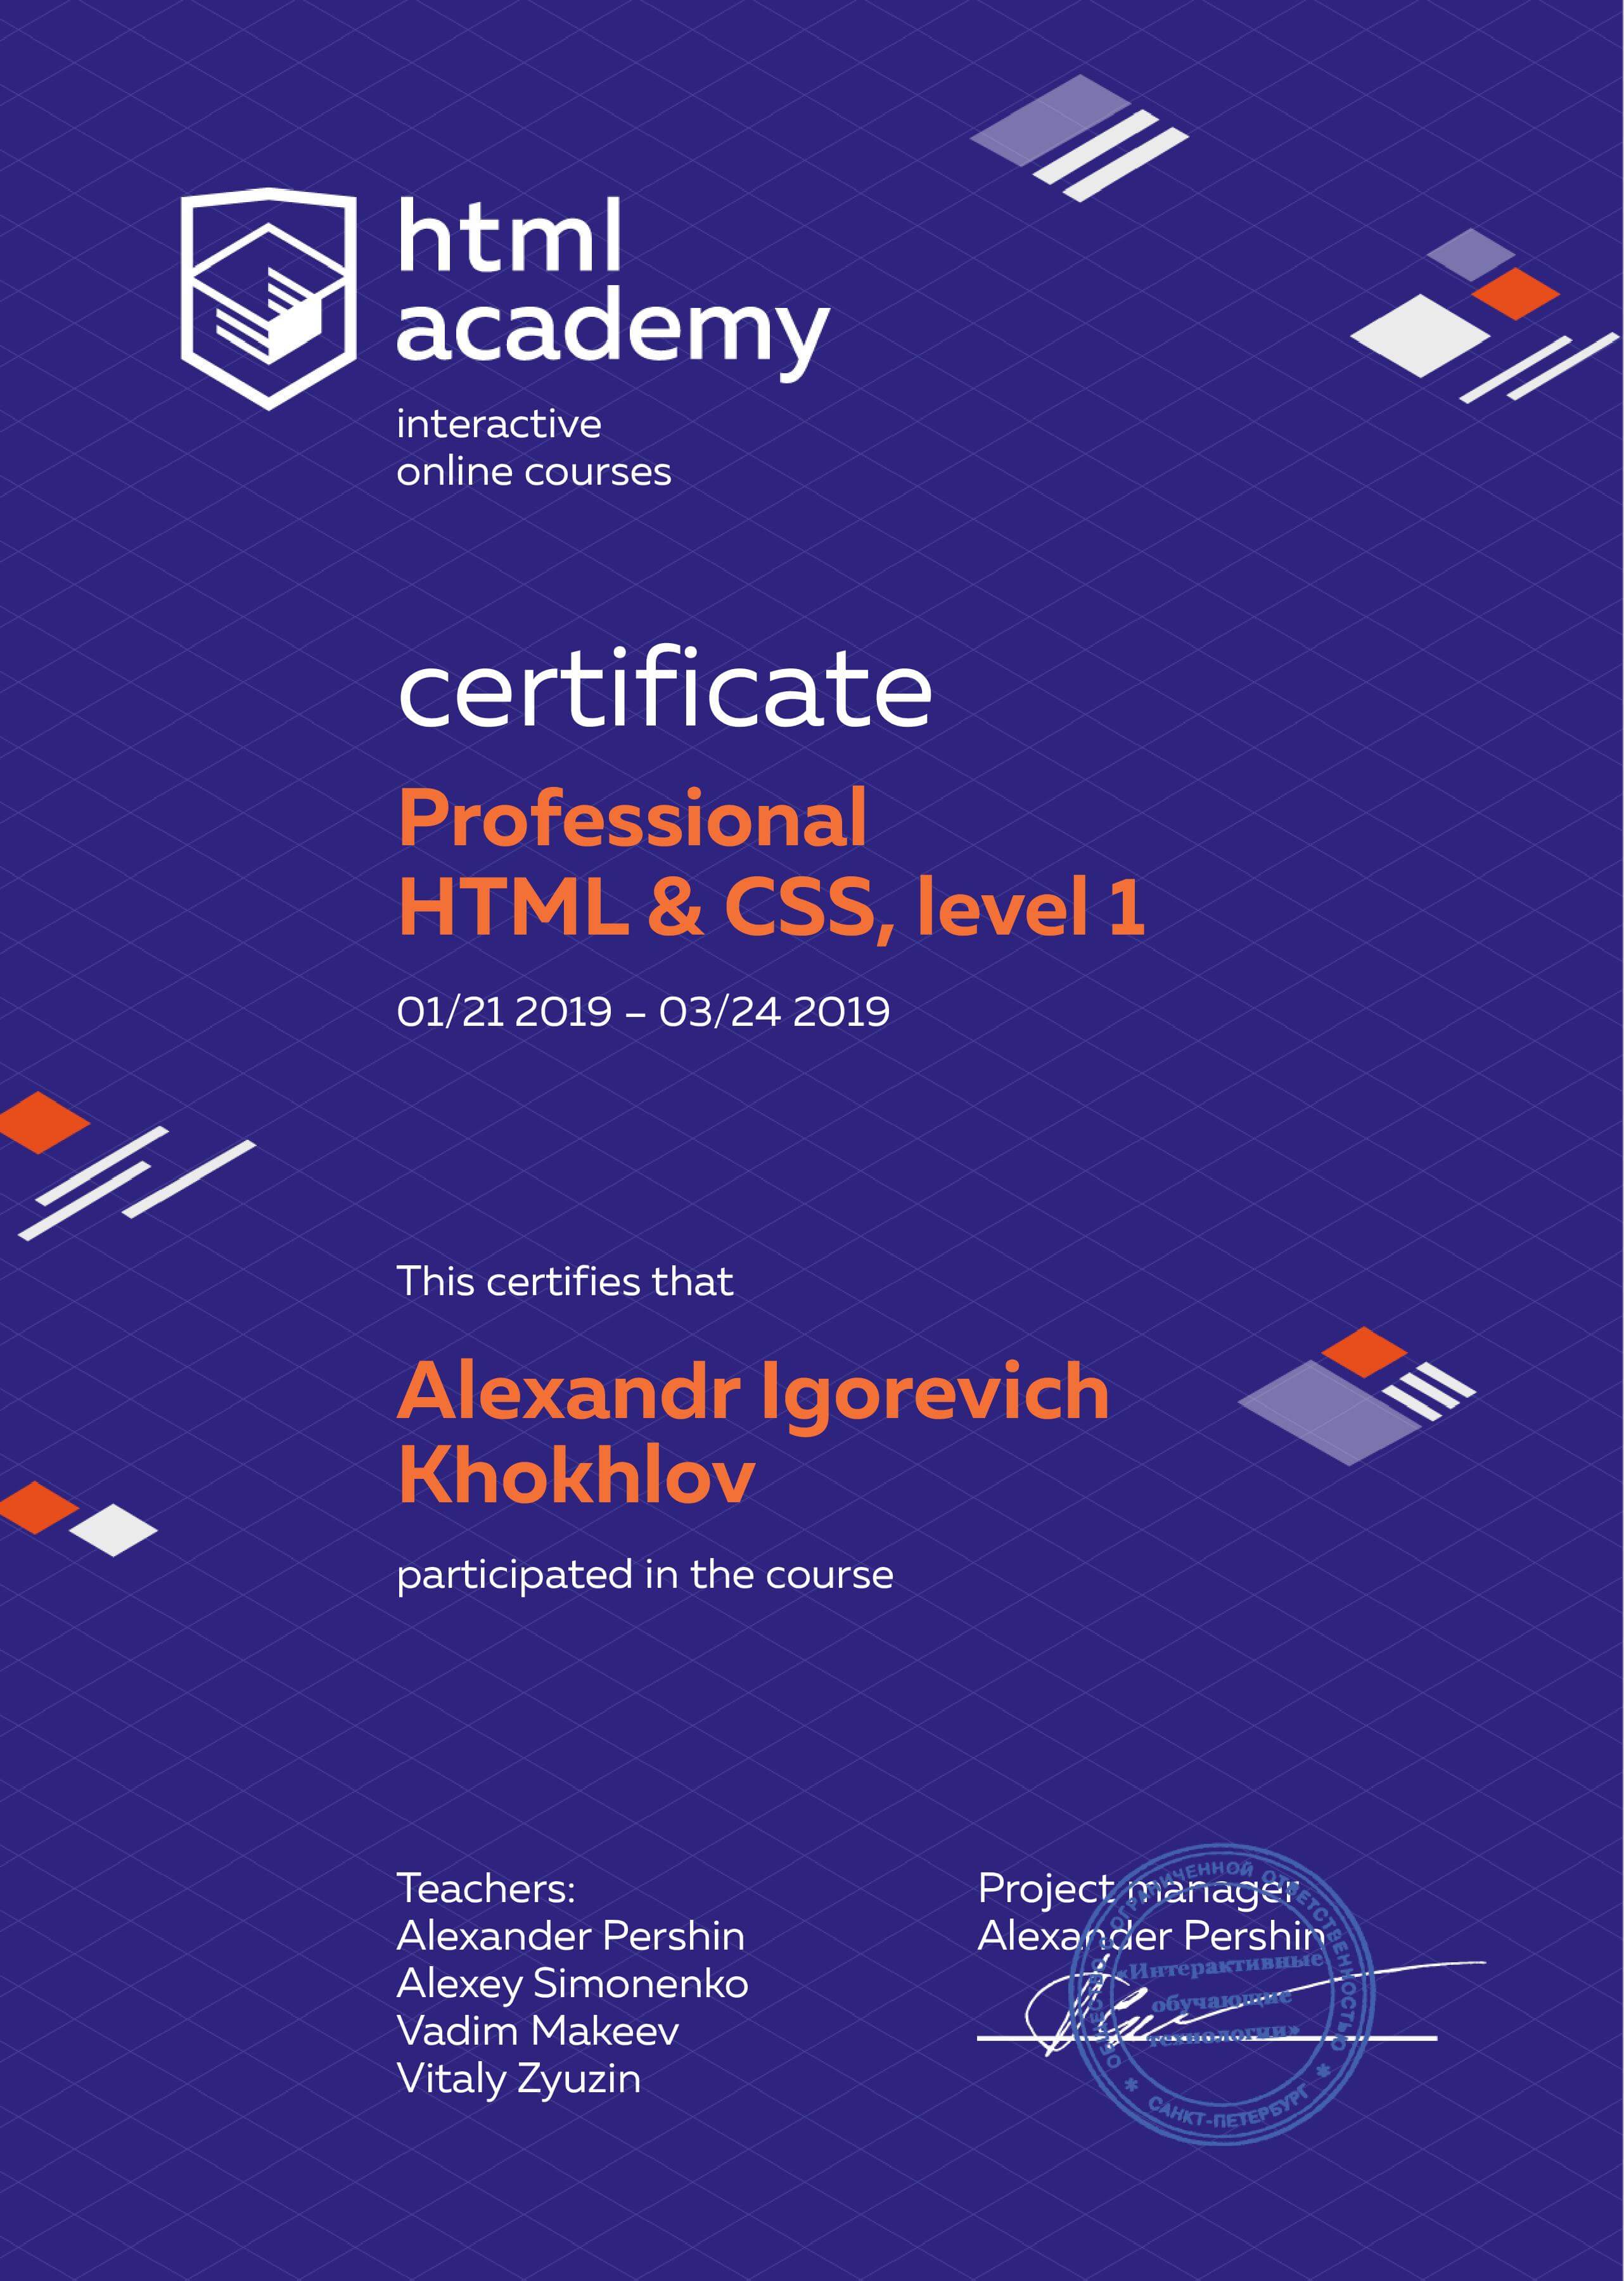 html
academy
interactive
online courses
certificate
Professional
HTML & CSS, level 1
01/21 2019 – 03/24 2019
This certifies that
Alexandr Igorevich
Khokhlov
participated in the course
Teachers:
Alexander Pershin
Alexey Simonenko
Vadim Makeev
Vitaly Zyuzin
Project manager
Alexander Pershin
ОБЩЕСТВО С ОГРАНИЧЕННОЙ ОТВЕТСТВЕННОСТЬЮ
«Интерактивные
обучающие
технологии»
* САНКТ-ПЕТЕРБУРГ *